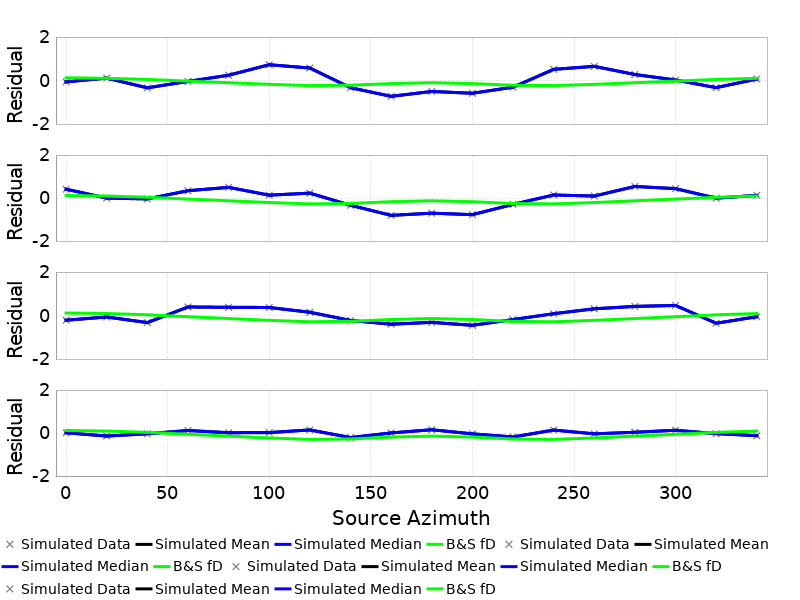 2
0
-2
Residual
2
0
-2
Residual
2
0
-2
Residual
2
0
-2
Residual
0 50 100 150 200 250 300
Source Azimuth
× Simulated Data Simulated Mean Simulated Median B&S fD × Simulated Data Simulated Mean
Simulated Median B&S fD × Simulated Data Simulated Mean Simulated Median B&S fD
× Simulated Data Simulated Mean Simulated Median B&S fD